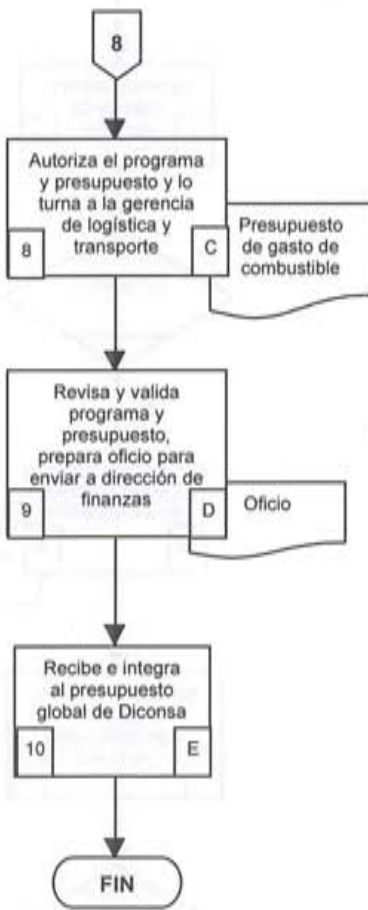 8
Autoriza el programa
y presupuesto y lo
turna a la gerencia
de logística y
transporte
8
C
Presupuesto
de gasto de
combustible
Revisa y valida
programa y
presupuesto,
prepara oficio para
enviar a dirección de
finanzas
9
D
Oficio
Recibe e integra
al presupuesto
global de Diconsa
10
E
FIN